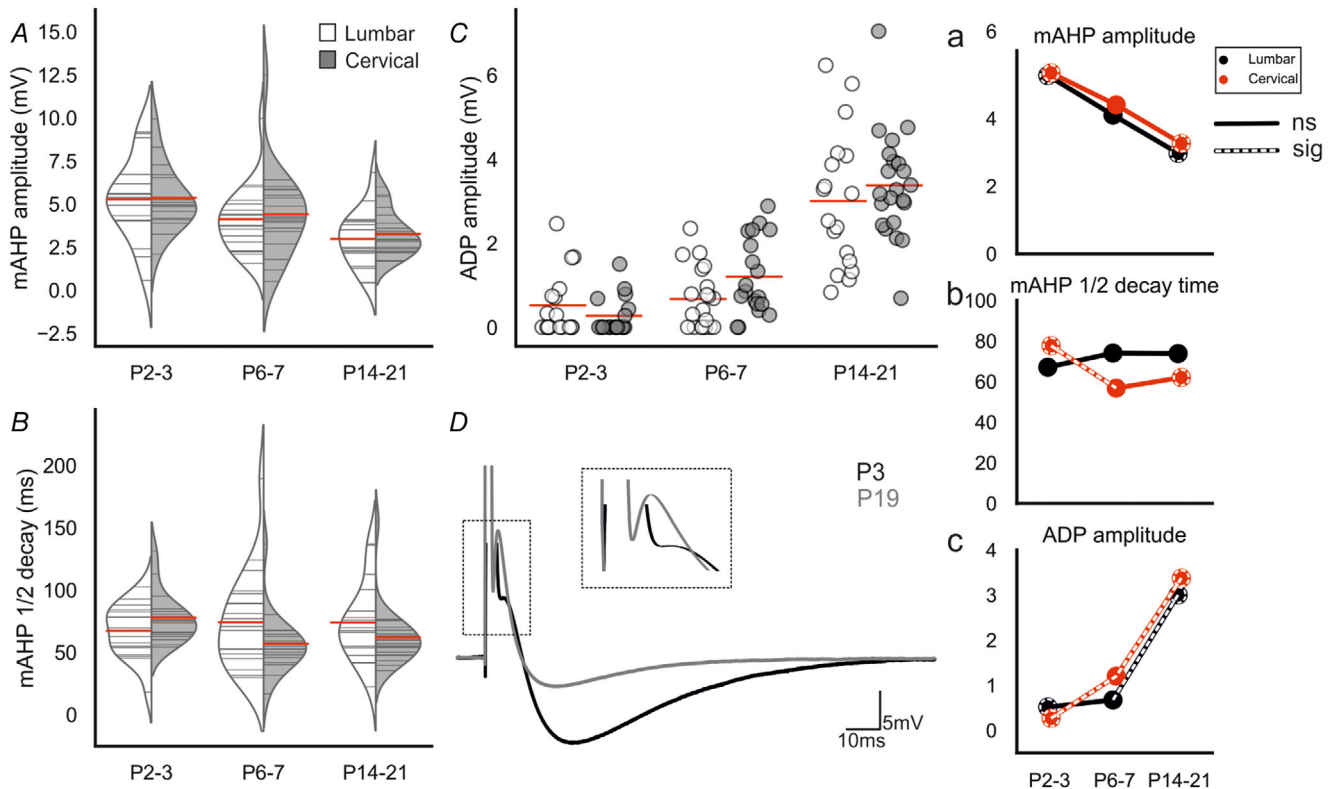 A
mAHP amplitude (mV)
15.0
12.5
10.0
7.5
5.0
2.5
0.0
−2.5
P2-3 P6-7 P14-21
Lumbar
Cervical
B
mAHP 1/2 decay (ms)
200
150
100
50
0
P2-3 P6-7 P14-21
C
ADP amplitude (mV)
6
4
2
0
P2-3 P6-7 P14-21
D
P3
P19
5mV
10ms
a
mAHP amplitude
6
4
2
0
Lumbar
Cervical
ns
sig
b
mAHP 1/2 decay time
100
80
60
40
20
0
c
ADP amplitude
4
3
2
1
0
P2-3 P6-7 P14-21